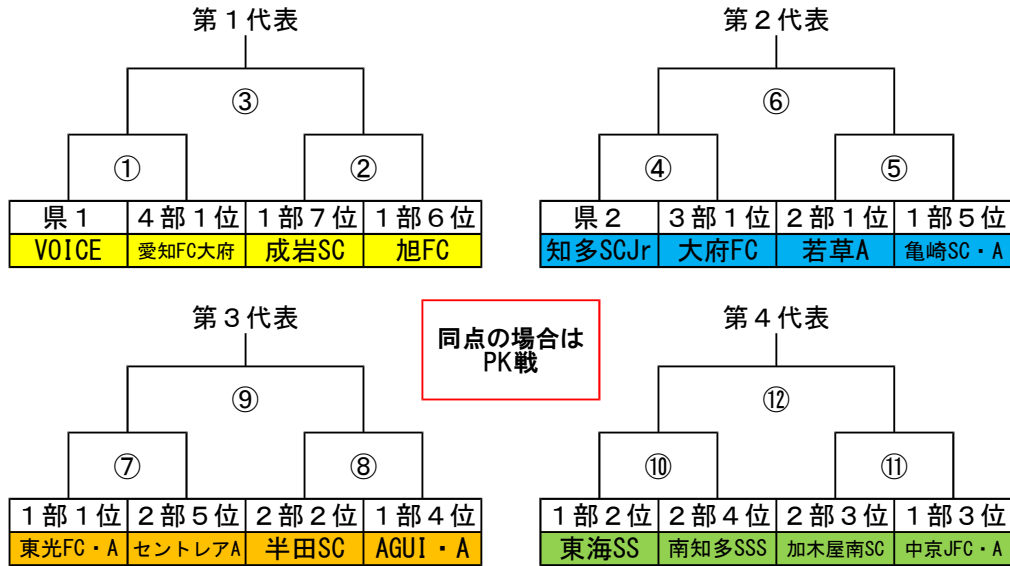 第１代表
③
①
②
県１ ４部１位 １部７位 １部６位
VOICE 愛知FC大府 成岩SC 旭FC
第２代表
⑥
④
⑤
県２ ３部１位 ２部１位 １部５位
知多SCJr 大府FC 若草A 亀崎SC・A
同点の場合は
PK戦
第３代表
⑨
⑦
⑧
１部１位 ２部５位 ２部２位 １部４位
東光FC・A セントレアA 半田SC AGUI・A
第４代表
⑫
⑩
⑪
１部２位 ２部４位 ２部３位 １部３位
東海SS 南知多SSS 加木屋南SC 中京JFC・A